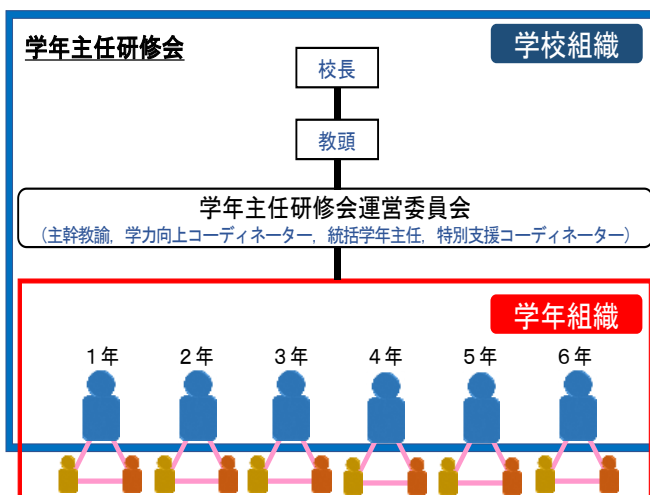 学年主任研修会
学校組織
校長
教頭
学年主任研修会運営委員会
(主幹教諭，学力向上コーディネーター，統括学年主任，特別支援コーディネーター)
学年組織
1年 2年 3年 4年 5年 6年